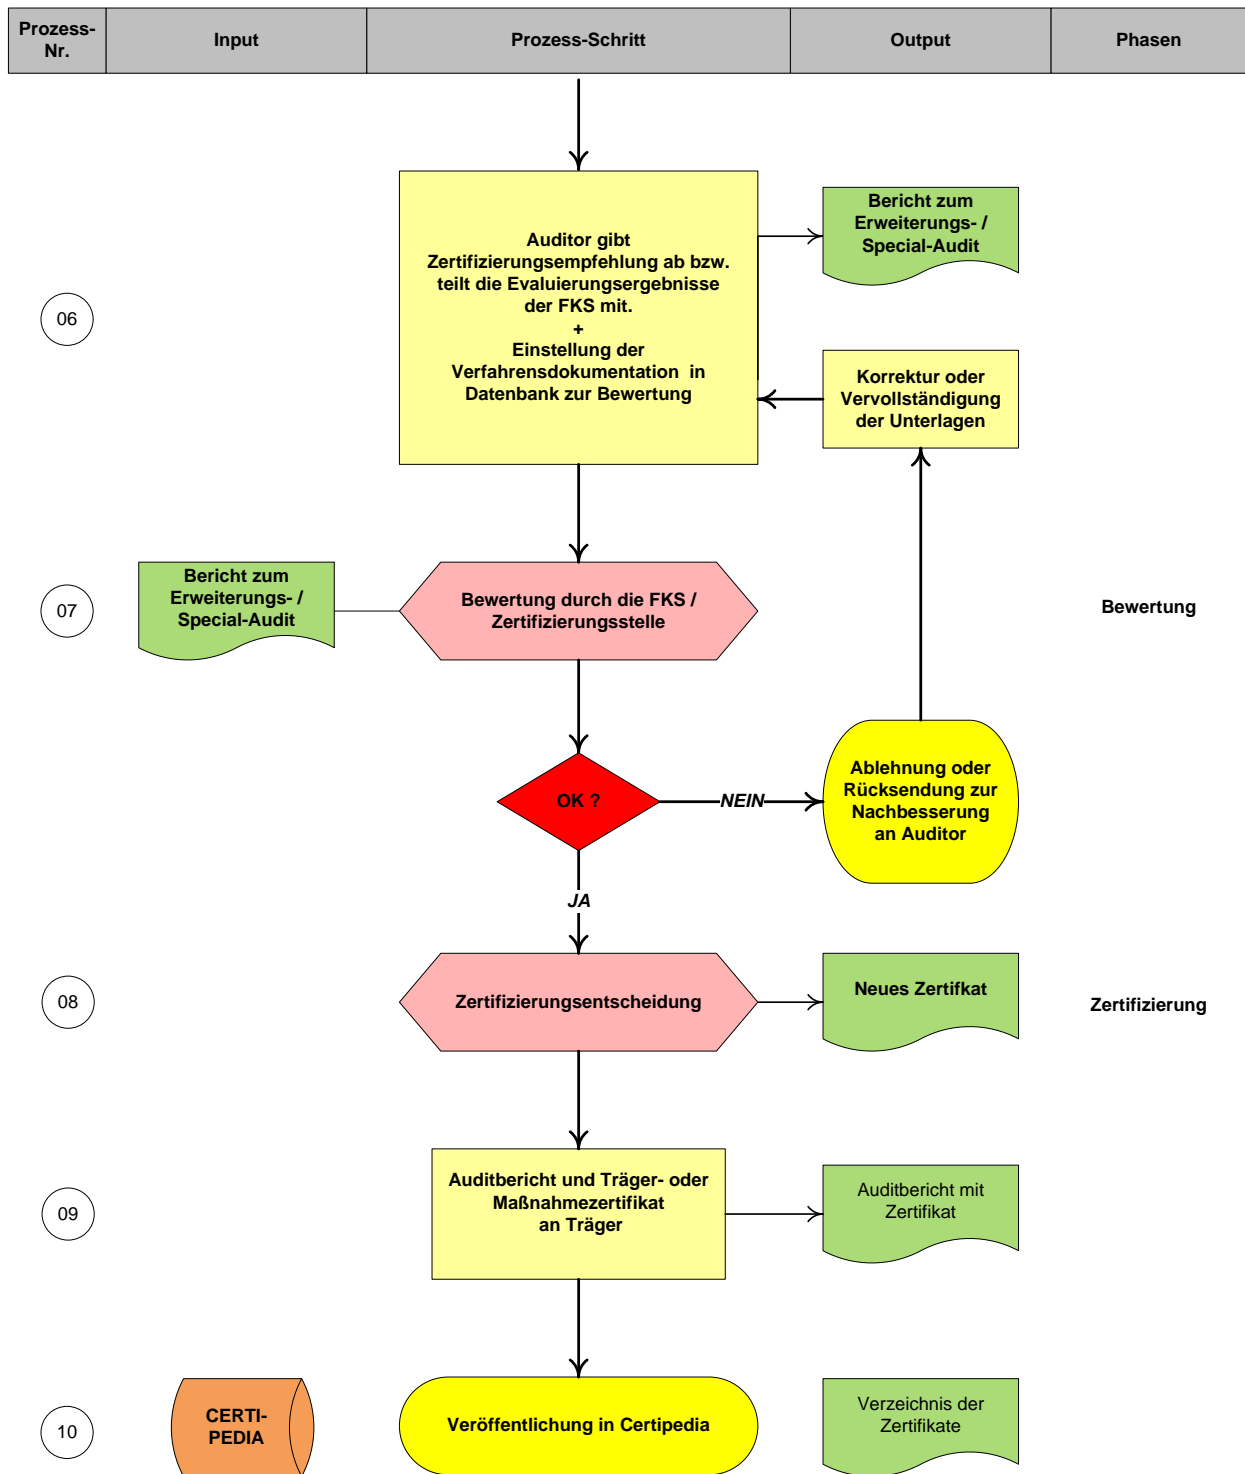 Prozess-
Nr.
Input
Prozess-Schritt
Output
Phasen
06
Auditor gibt
Zertifizierungsempfehlung ab bzw.
teilt die Evaluierungsergebnisse
der FKS mit.
+
Einstellung der
Verfahrensdokumentation in
Datenbank zur Bewertung
Bericht zum
Erweiterungs- /
Special-Audit
Korrektur oder
Vervollständigung
der Unterlagen
07
Bericht zum
Erweiterungs- /
Special-Audit
Bewertung durch die FKS /
Zertifizierungsstelle
Bewertung
OK ?
NEIN
Ablehnung oder
Rücksendung zur
Nachbesserung
an Auditor
JA
08
Zertifizierungsentscheidung
Neues Zertifkat
Zertifizierung
09
Auditbericht und Träger- oder
Maßnahmezertifikat
an Träger
Auditbericht mit
Zertifikat
10
CERTI-
PEDIA
Veröffentlichung in Certipedia
Verzeichnis der
Zertifikate